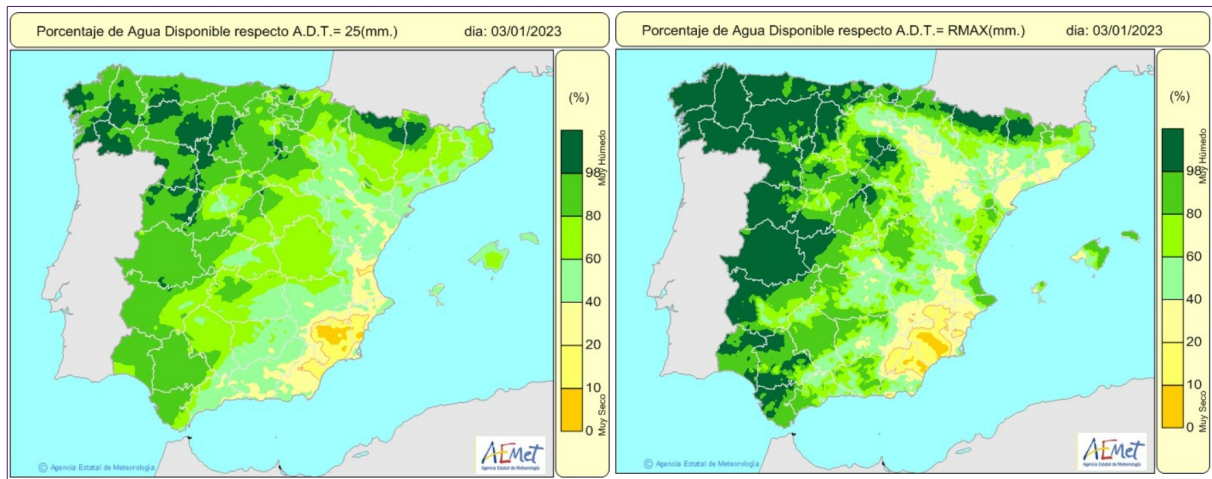 Porcentaje de Agua Disponible respecto A.D.T.= 25(mm.) dia: 03/01/2023
(%)
Muy Húmedo
98
80
60
40
20
10
0
Muy Seco
AEMet
Agencia Estatal de Meteorología
© Agencia Estatal de Meteorología
Porcentaje de Agua Disponible respecto A.D.T.= RMAX(mm.) dia: 03/01/2023
(%)
Muy Húmedo
98
80
60
40
20
10
0
Muy Seco
AEMet
Agencia Estatal de Meteorología
© Agencia Estatal de Meteorología